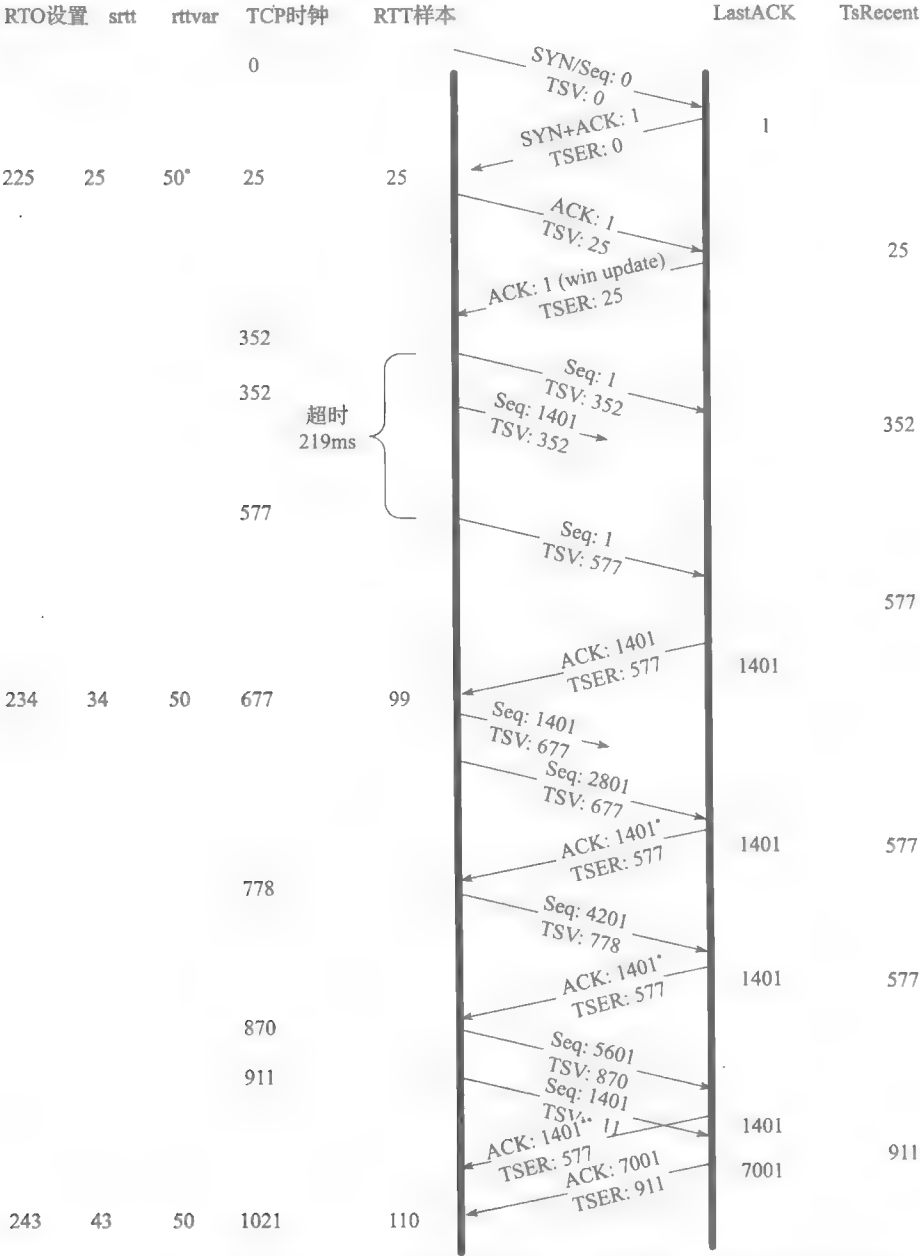 RTO设置 srtt rttvar TCP时钟 RTT样本 LastACK TsRecent
0
SYN/Seq: 0
TSV: 0
SYN+ACK: 1
TSER: 0
1
225 25 50* 25 25
ACK: 1
TSV: 25
25
ACK: 1 (win update)
TSER: 25
352
Seq: 1
TSV: 352
352
Seq: 1401
TSV: 352
352
超时
219ms
577
Seq: 1
TSV: 577
577
ACK: 1401
TSER: 577
1401
234 34 50 677 99
Seq: 1401
TSV: 677
Seq: 2801
TSV: 677
ACK: 1401*
TSER: 577
1401 577
778
Seq: 4201
TSV: 778
ACK: 1401*
TSER: 577
1401 577
870
Seq: 5601
TSV: 870
911
Seq: 1401
TSV: 11
1401
ACK: 1401**
TSER: 577
911
ACK: 7001
TSER: 911
7001
243 43 50 1021 110